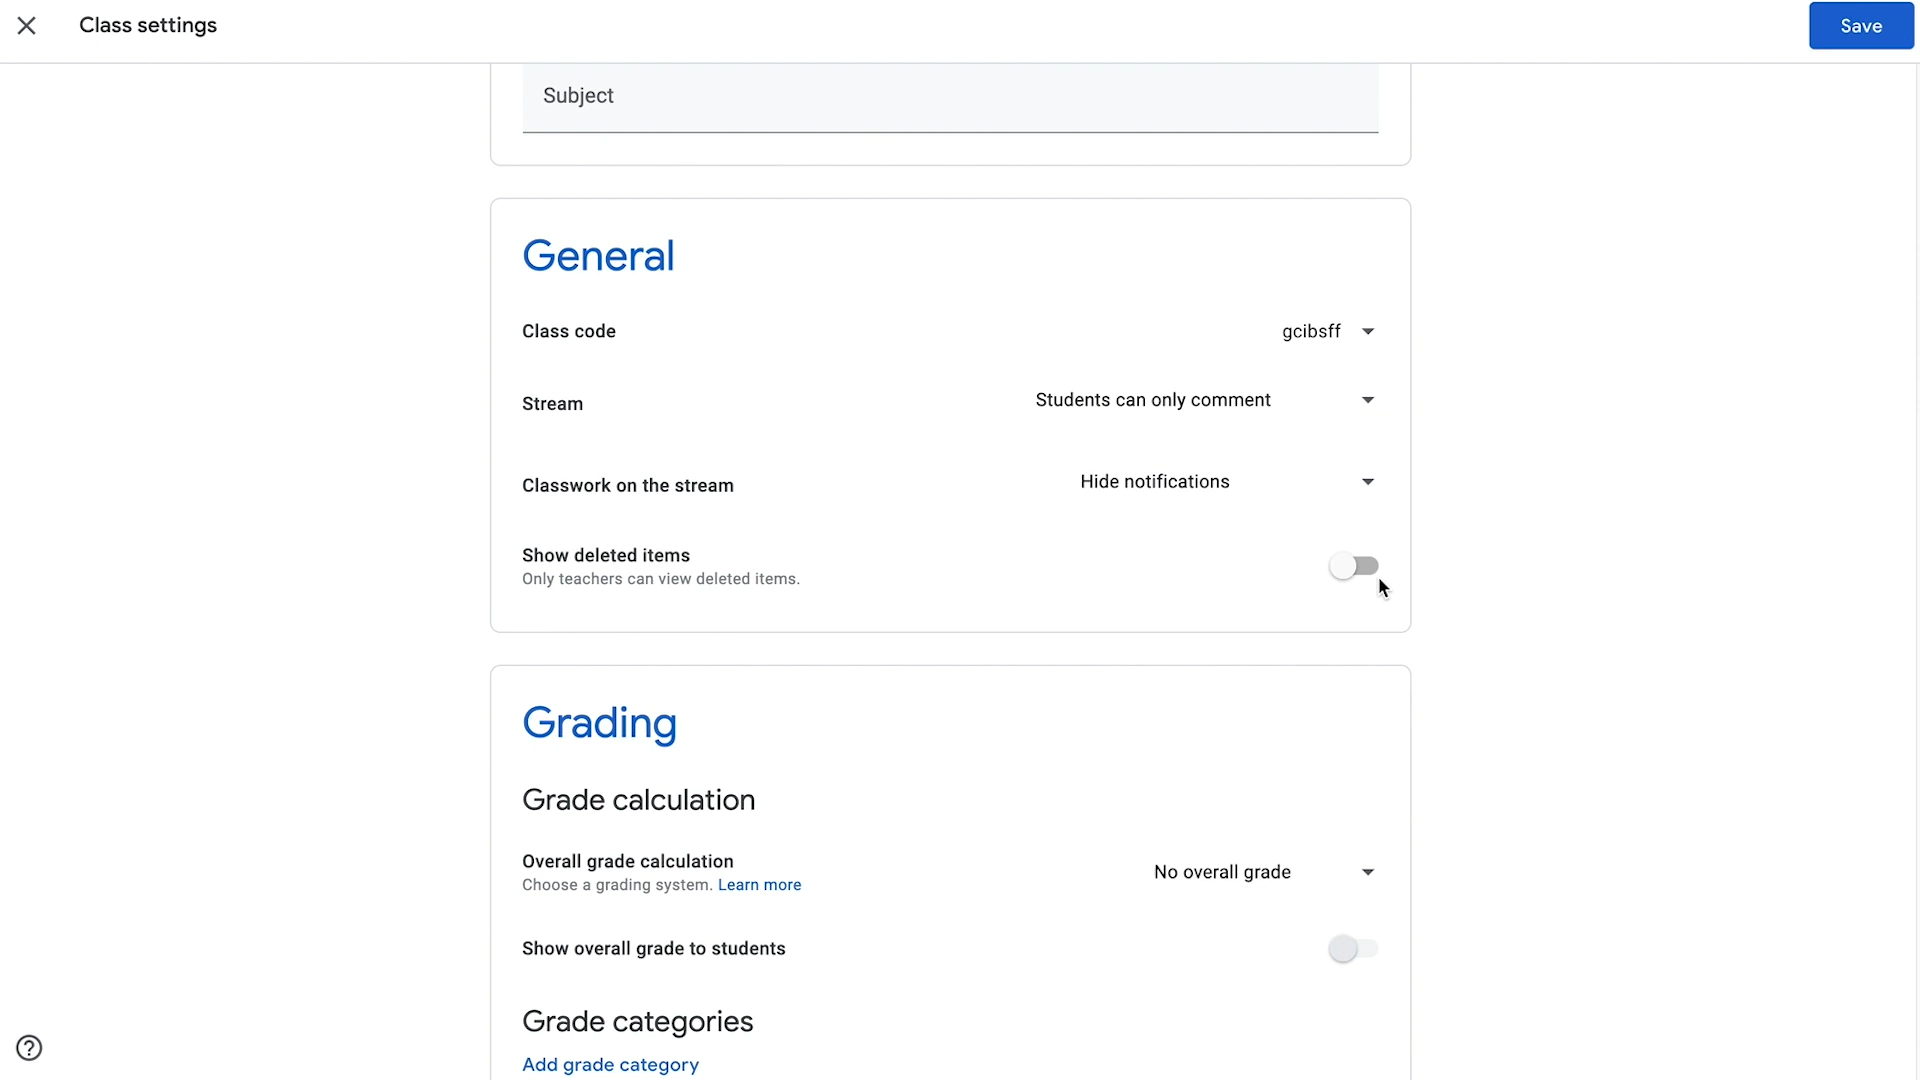 Class settings
Save
Subject
General
Class code
gcibsff
Stream
Students can only comment
Classwork on the stream
Hide notifications
Show deleted items
Only teachers can view deleted items.
Grading
Grade calculation
Overall grade calculation
Choose a grading system. Learn more
No overall grade
Show overall grade to students
Grade categories
Add grade category